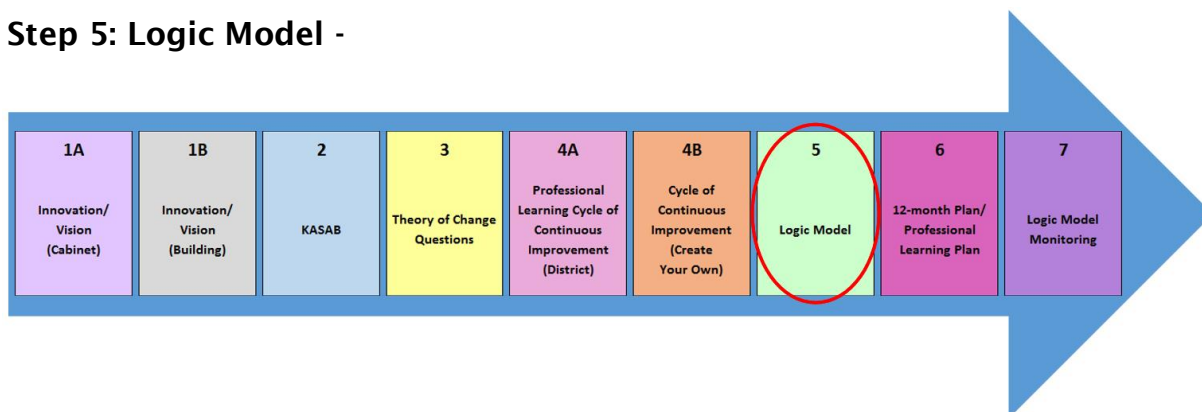 Step 5: Logic Model -
1A
Innovation/
Vision
(Cabinet)
1B
Innovation/
Vision
(Building)
2
KASAB
3
Theory of Change
Questions
4A
Professional
Learning Cycle of
Continuous
Improvement
(District)
4B
Cycle of
Continuous
Improvement
(Create
Your Own)
5
Logic Model
6
12-month Plan/
Professional
Learning Plan
7
Logic Model
Monitoring